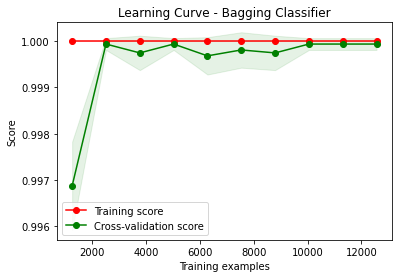 Learning Curve - Bagging Classifier
1.000
0.999
0.998
0.997
0.996
Score
Training score
Cross-validation score
2000 4000 6000 8000 10000 12000
Training examples